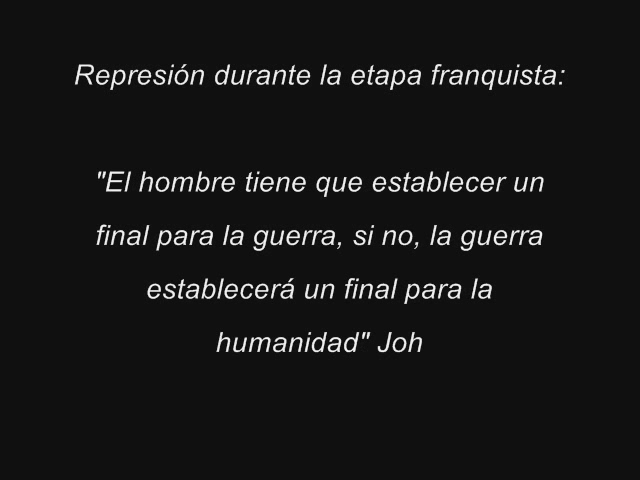 Represión durante la etapa franquista:
"El hombre tiene que establecer un
final para la guerra, si no, la guerra
establecerá un final para la
humanidad" Joh